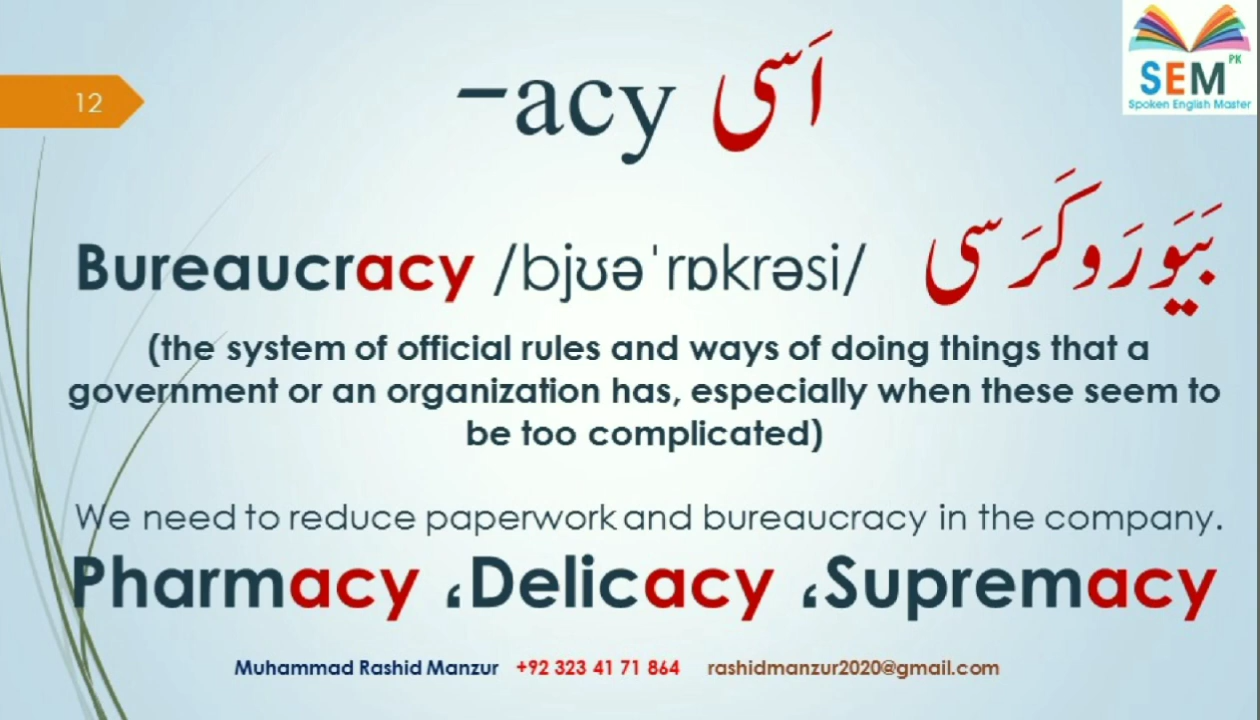 12
–acy اَسی
SEM PK
Spoken English Master
Bureaucracy /bjʊəˈrɒkrəsi/ بَیَورَوکَرَسی
(the system of official rules and ways of doing things that a
government or an organization has, especially when these seem to
be too complicated)
We need to reduce paperwork and bureaucracy in the company.
Pharmacy ،Delicacy ،Supremacy
Muhammad Rashid Manzur +92 323 41 71 864 rashidmanzur2020@gmail.com